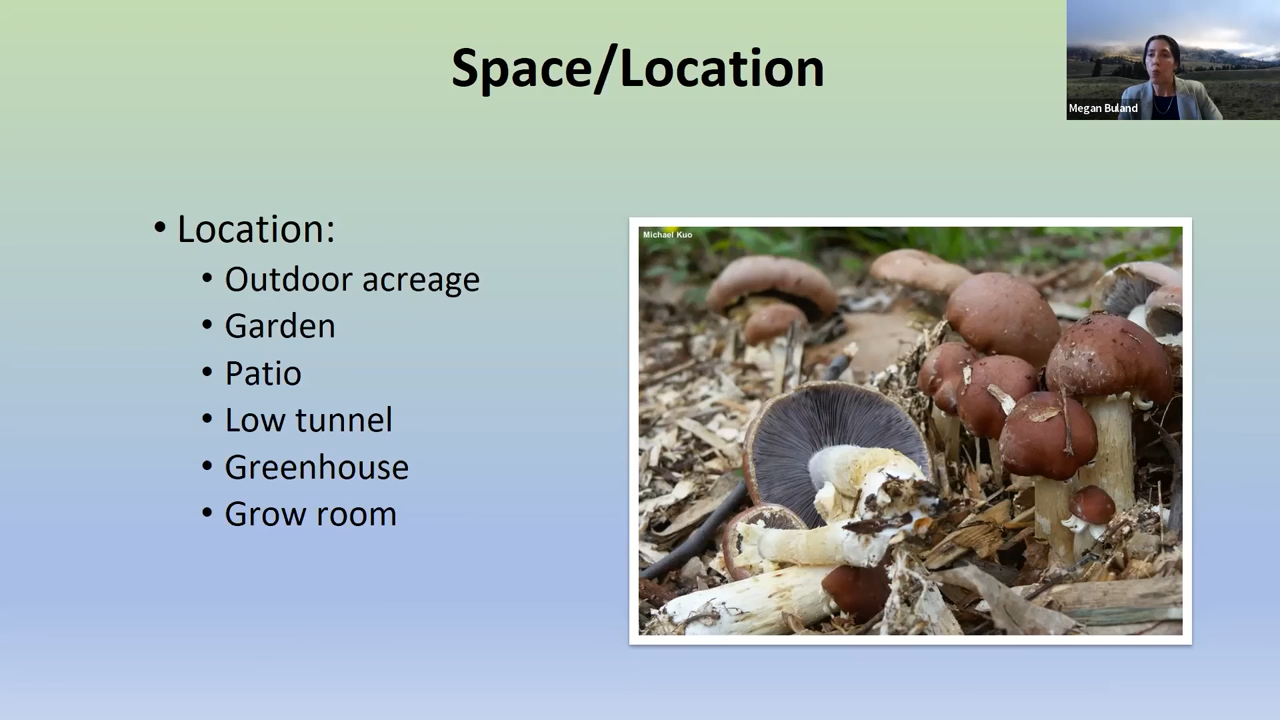 Space/Location
Megan Buland
• Location:
• Outdoor acreage
• Garden
• Patio
• Low tunnel
• Greenhouse
• Grow room
Michael Kuo